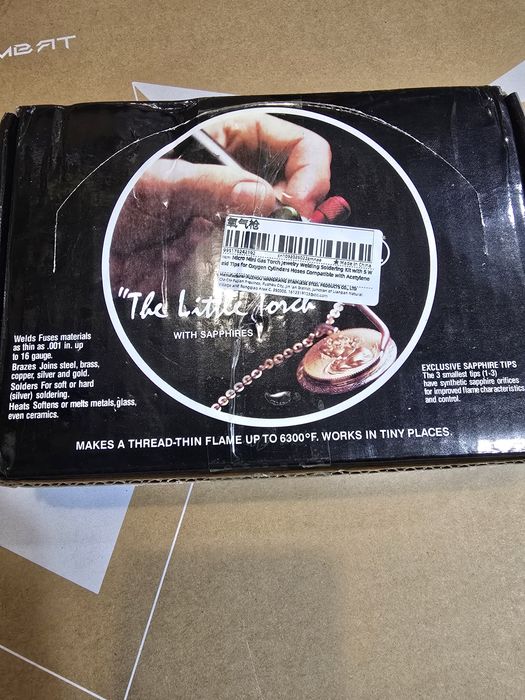 MBAT
氧气枪
Micro Mini Gas Torch Jewelry Welding Soldering Kit with 5 W
eld Tips for Oxygen Cylinders Hoses Compatible with Acetylene
Made in China
"The Little Torch
WITH SAPPHIRES
Welds Fuses materials
as thin as .001 in. up
to 16 gauge.
Brazes Joins steel, brass,
copper, silver and gold.
Solders For soft or hard
(silver) soldering.
Heats Softens or melts metals, glass,
even ceramics.
EXCLUSIVE SAPPHIRE TIPS
The 3 smallest tips (1-3)
have synthetic sapphire orifices
for improved flame characteristics
and control.
MAKES A THREAD-THIN FLAME UP TO 6300°F. WORKS IN TINY PLACES.